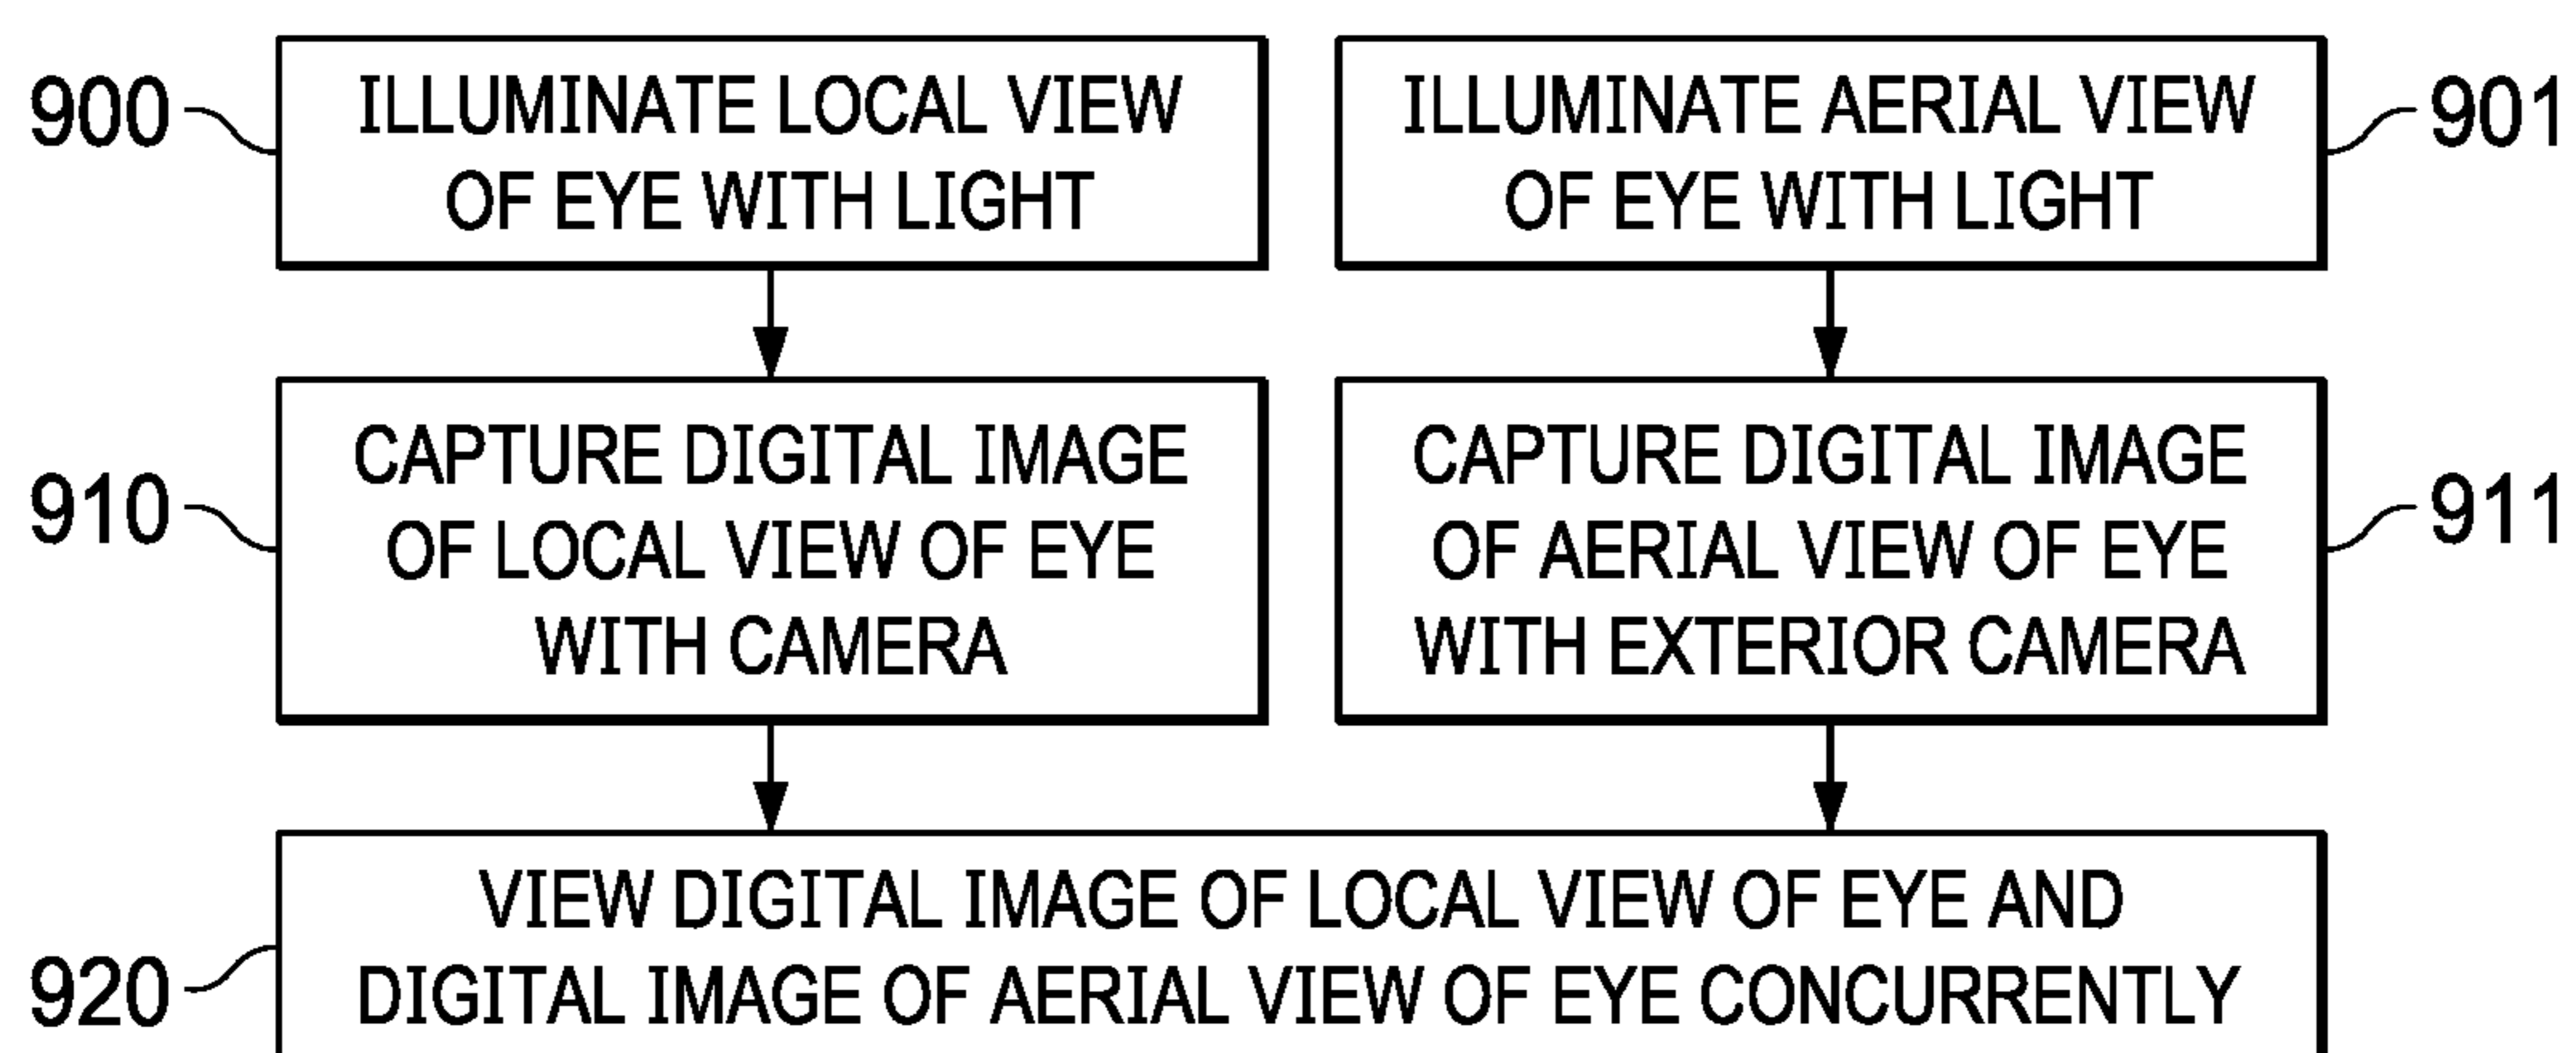 900
ILLUMINATE LOCAL VIEW
OF EYE WITH LIGHT
ILLUMINATE AERIAL VIEW
OF EYE WITH LIGHT
901
910
CAPTURE DIGITAL IMAGE
OF LOCAL VIEW OF EYE
WITH CAMERA
CAPTURE DIGITAL IMAGE
OF AERIAL VIEW OF EYE
WITH EXTERIOR CAMERA
911
920
VIEW DIGITAL IMAGE OF LOCAL VIEW OF EYE AND
DIGITAL IMAGE OF AERIAL VIEW OF EYE CONCURRENTLY